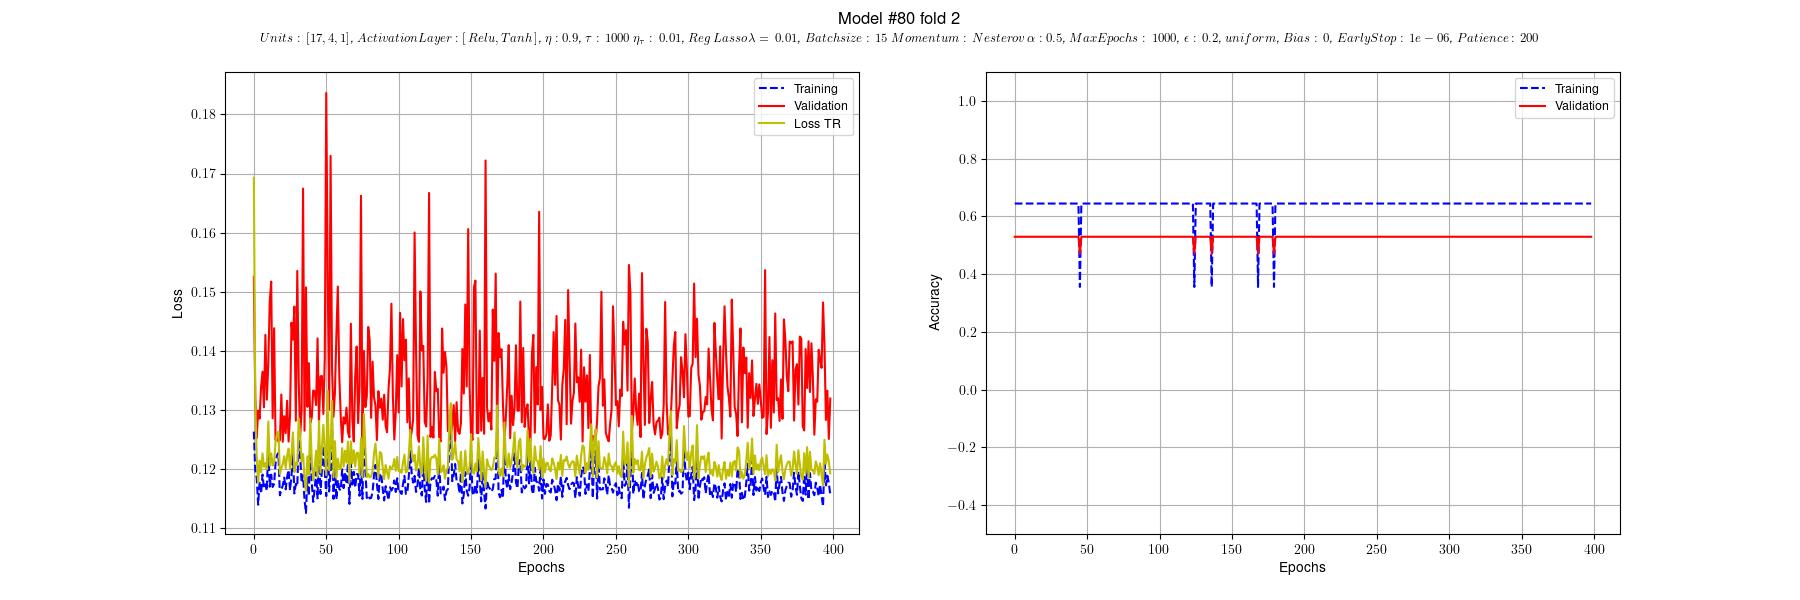 Model #80 fold 2
Units : [17, 4, 1], ActivationLayer : [ Relu, Tanh ], η : 0.9, τ : 1000 ητ : 0.01, Reg Lassoλ = 0.01, Batchsize : 15 Momentum : Nesterov α : 0.5, MaxEpochs : 1000, ϵ : 0.2, uniform, Bias : 0, EarlyStop : 1e − 06, Patience : 200
Training
Validation
Loss TR
0.18
0.17
0.16
0.15
0.14
0.13
0.12
0.11
Loss
0 50 100 150 200 250 300 350 400
Epochs
Training
Validation
1.0
0.8
0.6
0.4
0.2
0.0
−0.2
−0.4
Accuracy
0 50 100 150 200 250 300 350 400
Epochs